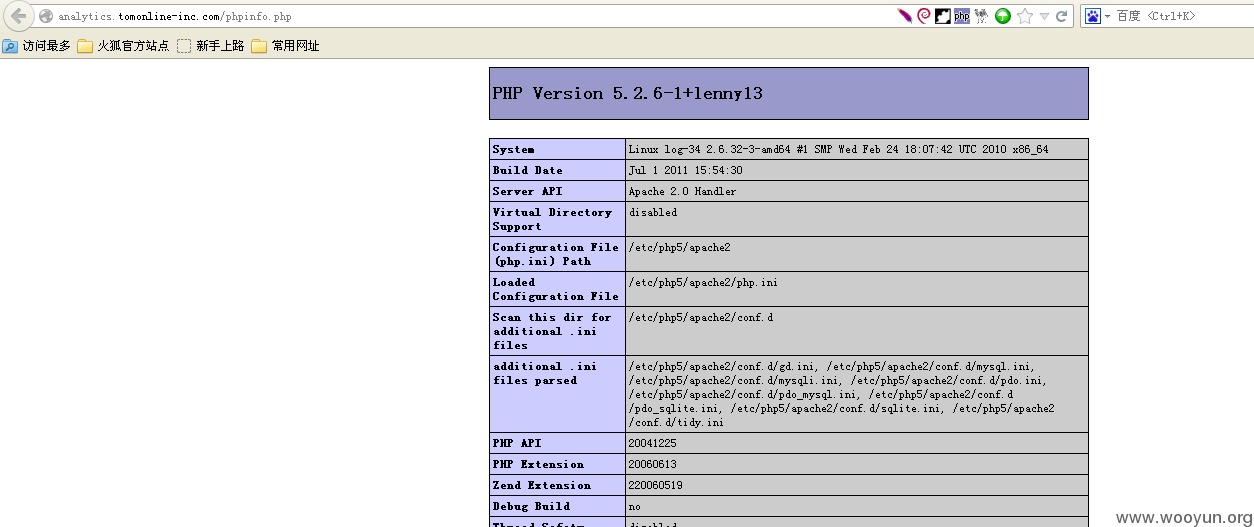 analytics.tomonline-inc.com/phpinfo.php
php
百度 <Ctrl+K>
访问最多 火狐官方站点 新手上路 常用网址
PHP Version 5.2.6-1+lenny13
System Linux log-34 2.6.32-3-amd64 #1 SMP Wed Feb 24 18:07:42 UTC 2010 x86_64
Build Date Jul 1 2011 15:54:30
Server API Apache 2.0 Handler
Virtual Directory disabled
Support
Configuration File /etc/php5/apache2
(php.ini) Path
Loaded /etc/php5/apache2/php.ini
Configuration File
Scan this dir for /etc/php5/apache2/conf.d
additional .ini
files
additional .ini /etc/php5/apache2/conf.d/gd.ini, /etc/php5/apache2/conf.d/mysql.ini,
files parsed /etc/php5/apache2/conf.d/mysqli.ini, /etc/php5/apache2/conf.d/pdo.ini,
/etc/php5/apache2/conf.d/pdo_mysql.ini, /etc/php5/apache2/conf.d
/pdo_sqlite.ini, /etc/php5/apache2/conf.d/sqlite.ini, /etc/php5/apache2
/conf.d/tidy.ini
PHP API 20041225
PHP Extension 20060613
Zend Extension 220060519
Debug Build no
Thread Safety disabled
www.wooyun.org